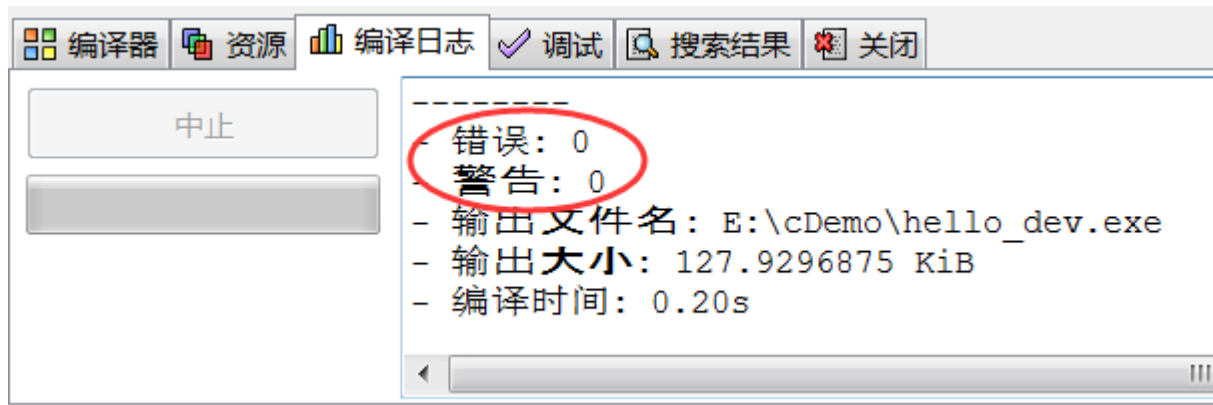 编译器 资源 编译日志 调试 搜索结果 关闭
中止
--------
- 错误: 0
- 警告: 0
- 输出文件名: E:\cDemo\hello_dev.exe
- 输出大小: 127.9296875 KiB
- 编译时间: 0.20s